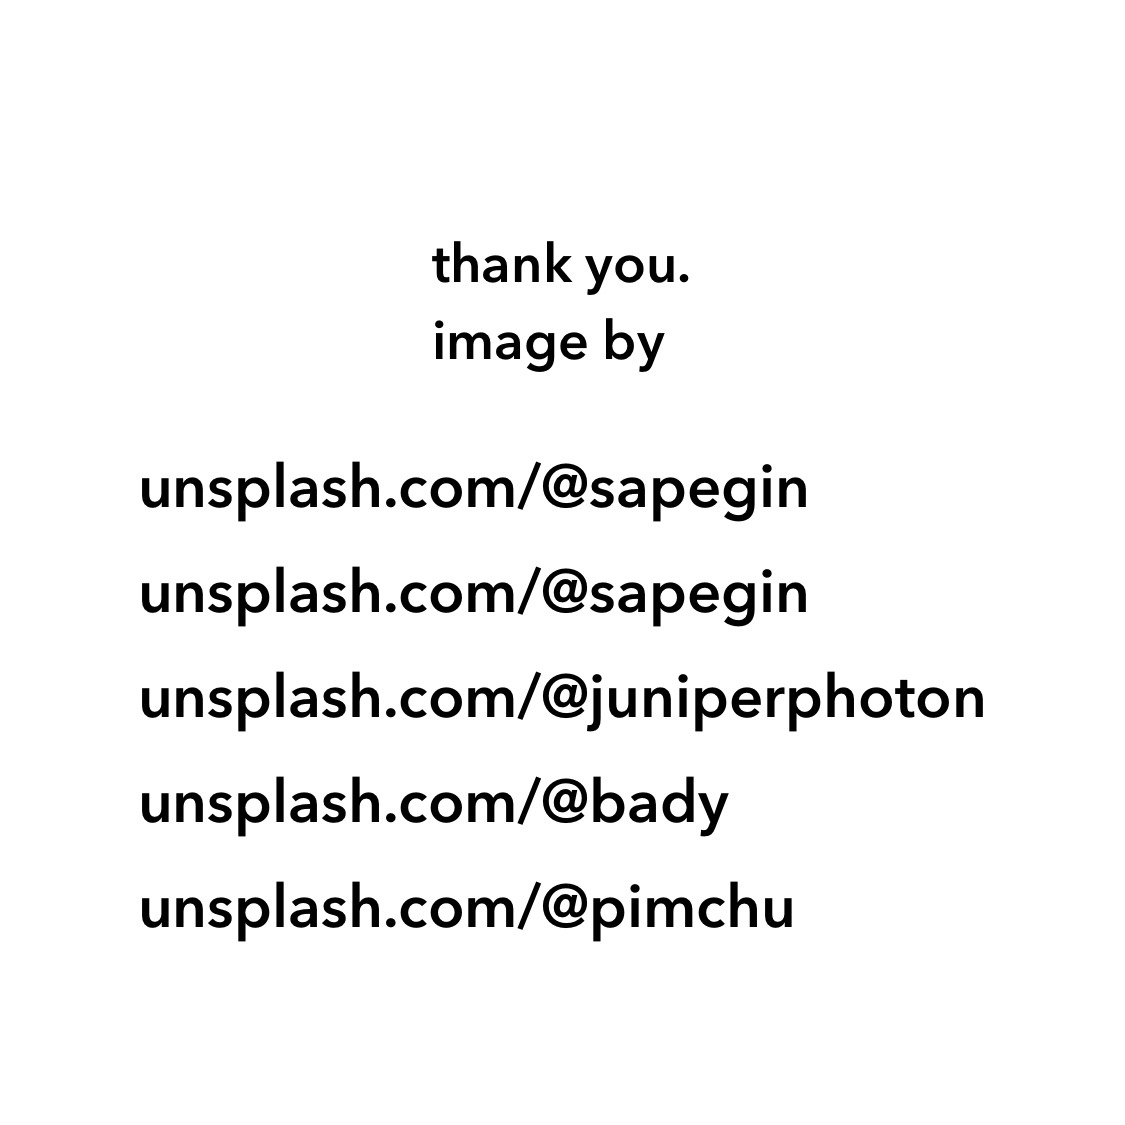 thank you.
image by
unsplash.com/@sapegin
unsplash.com/@sapegin
unsplash.com/@juniperphoton
unsplash.com/@bady
unsplash.com/@pimchu